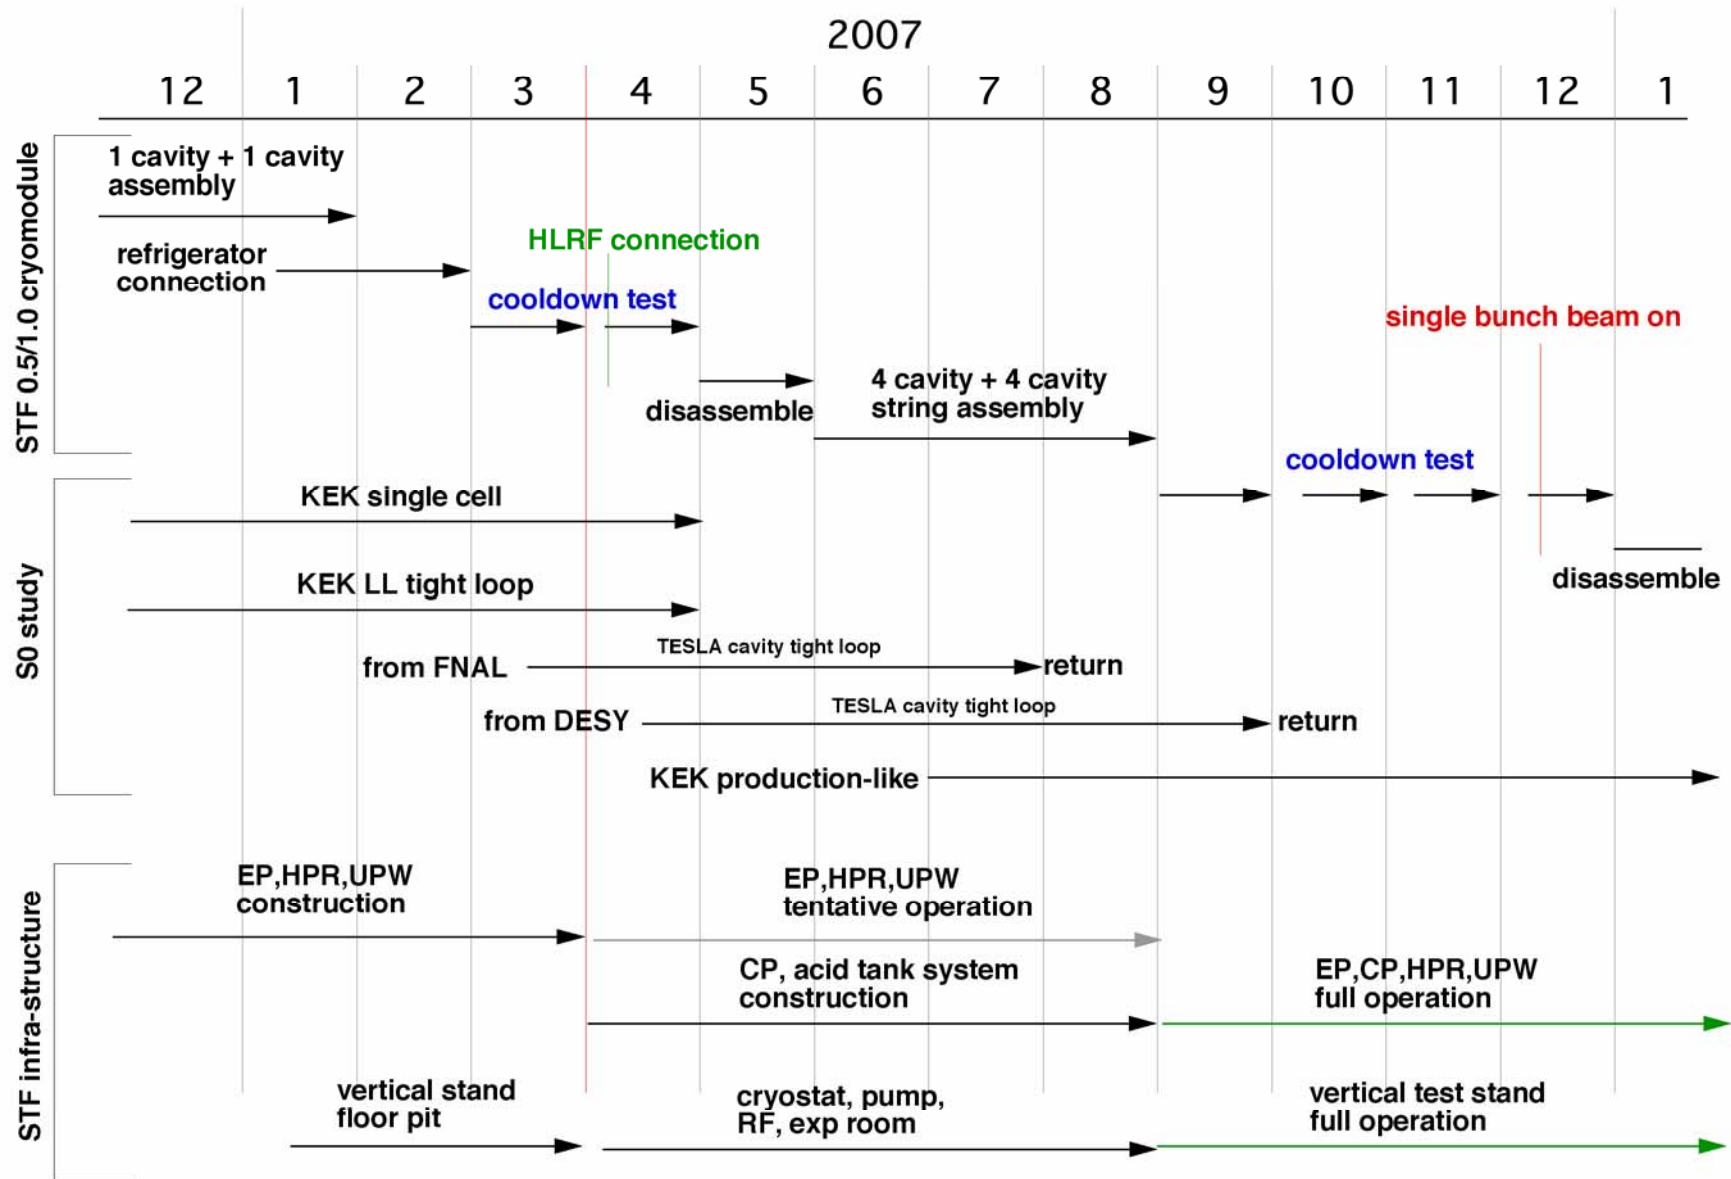 2007
12 1 2 3 4 5 6 7 8 9 10 11 12 1
STF 0.5/1.0 cryomodule
1 cavity + 1 cavity
assembly
refrigerator
connection
HLRF connection
cooldown test
single bunch beam on
disassemble
4 cavity + 4 cavity
string assembly
cooldown test
disassemble
S0 study
KEK single cell
KEK LL tight loop
from FNAL
TESLA cavity tight loop
return
from DESY
TESLA cavity tight loop
return
KEK production-like
STF infra-structure
EP,HPR,UPW
construction
EP,HPR,UPW
tentative operation
CP, acid tank system
construction
EP,CP,HPR,UPW
full operation
vertical stand
floor pit
cryostat, pump,
RF, exp room
vertical test stand
full operation